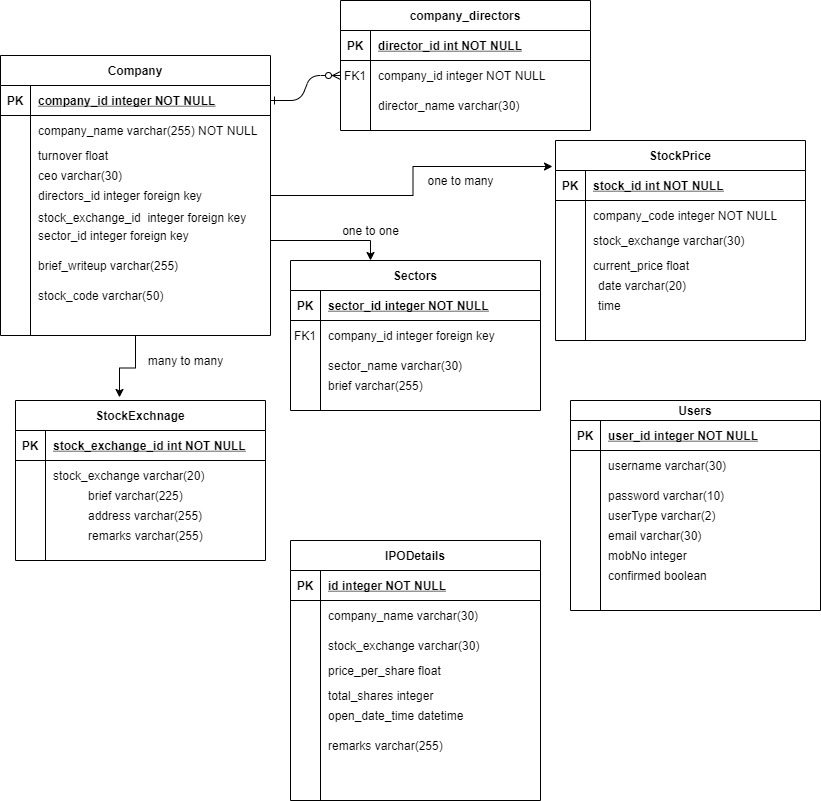 company_directors
PK director_id int NOT NULL
FK1 company_id integer NOT NULL
director_name varchar(30)
Company
PK company_id integer NOT NULL
company_name varchar(255) NOT NULL
turnover float
ceo varchar(30)
directors_id integer foreign key
stock_exchange_id  integer foreign key
sector_id integer foreign key
brief_writeup varchar(255)
stock_code varchar(50)
one to many
StockPrice
PK stock_id int NOT NULL
company_code integer NOT NULL
stock_exchange varchar(30)
current_price float
date varchar(20)
time
one to one
Sectors
PK sector_id integer NOT NULL
FK1 company_id integer foreign key
sector_name varchar(30)
brief varchar(255)
many to many
StockExchnage
PK stock_exchange_id int NOT NULL
stock_exchange varchar(20)
brief varchar(225)
address varchar(255)
remarks varchar(255)
Users
PK user_id integer NOT NULL
username varchar(30)
password varchar(10)
userType varchar(2)
email varchar(30)
mobNo integer
confirmed boolean
IPODetails
PK id integer NOT NULL
company_name varchar(30)
stock_exchange varchar(30)
price_per_share float
total_shares integer
open_date_time datetime
remarks varchar(255)